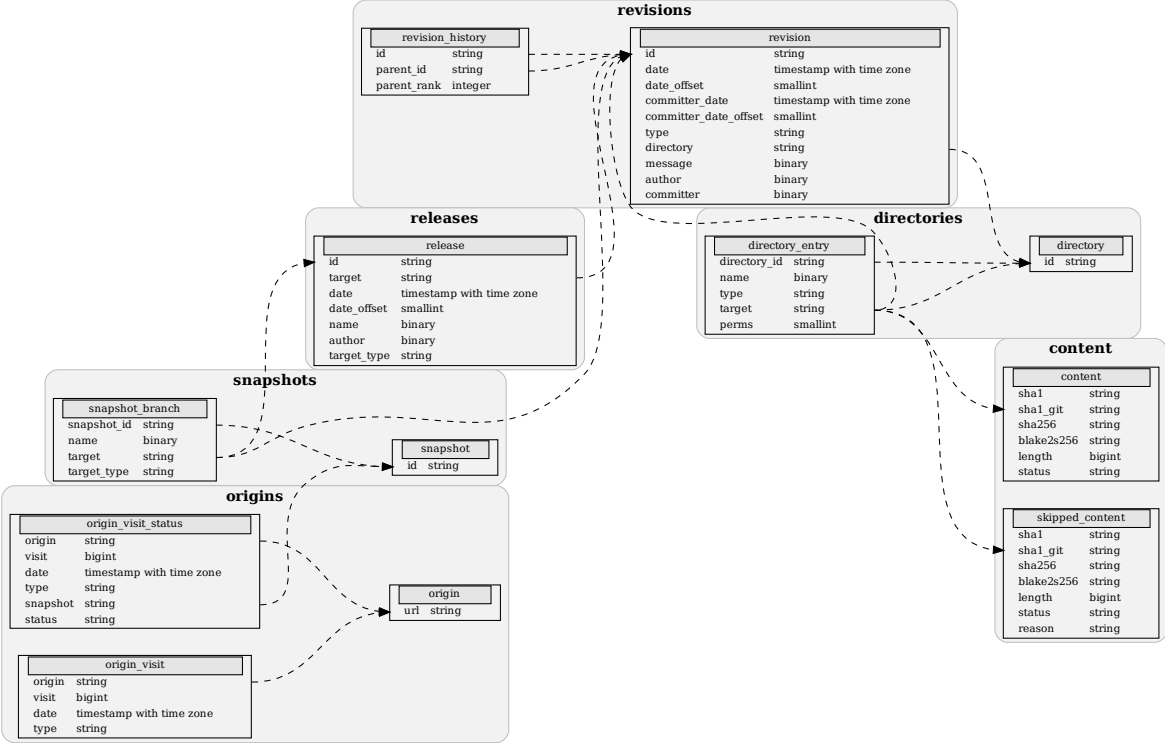 revisions
revision_history
id string
parent_id string
parent_rank integer
revision
id string
date timestamp with time zone
date_offset smallint
committer_date timestamp with time zone
committer_date_offset smallint
type string
directory string
message binary
author binary
committer binary
releases
release
id string
target string
date timestamp with time zone
date_offset smallint
name binary
author binary
target_type string
directories
directory_entry
directory_id string
name binary
type string
target string
perms smallint
directory
id string
content
content
sha1 string
sha1_git string
sha256 string
blake2s256 string
length bigint
status string
skipped_content
sha1 string
sha1_git string
sha256 string
blake2s256 string
length bigint
status string
reason string
snapshots
snapshot_branch
snapshot_id string
name binary
target string
target_type string
snapshot
id string
origins
origin_visit_status
origin string
visit bigint
date timestamp with time zone
type string
snapshot string
status string
origin
url string
origin_visit
origin string
visit bigint
date timestamp with time zone
type string